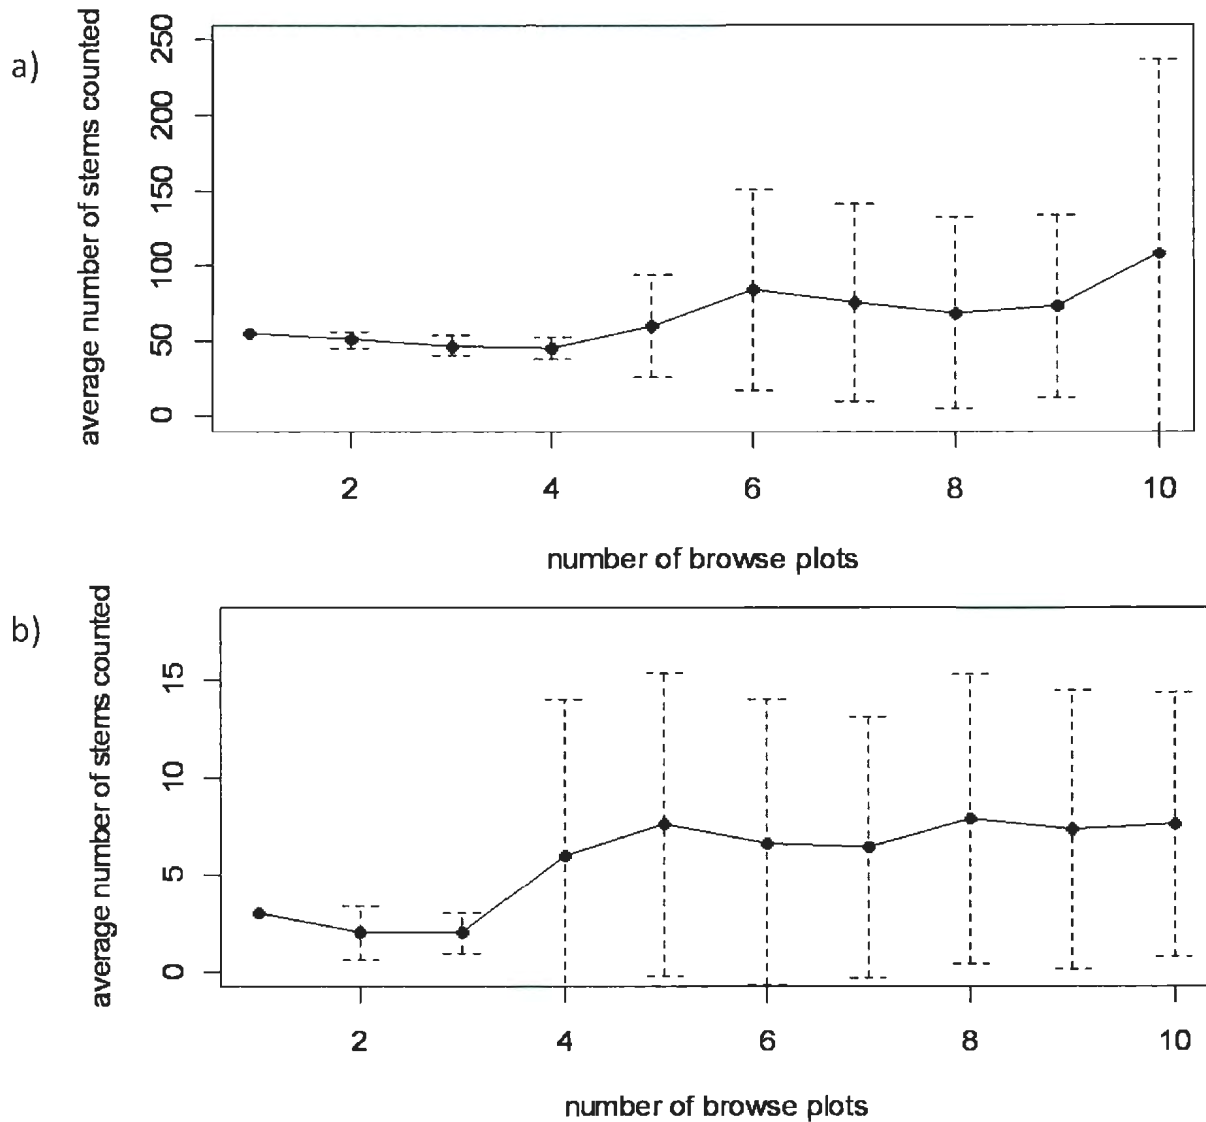 a)
average number of stems counted
250
200
150
100
50
0
2 4 6 8 10
number of browse plots
b)
average number of stems counted
15
10
5
0
2 4 6 8 10
number of browse plots